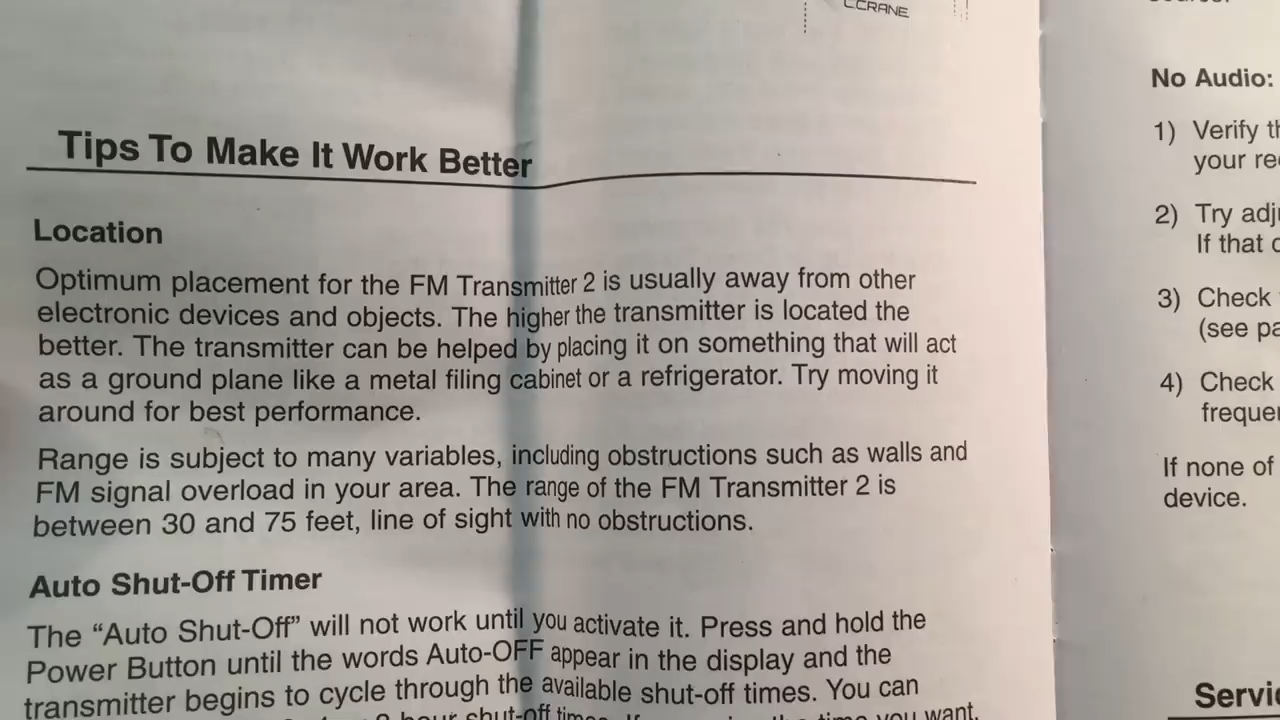 CCRANE
Tips To Make It Work Better
Location
Optimum placement for the FM Transmitter 2 is usually away from other
electronic devices and objects. The higher the transmitter is located the
better. The transmitter can be helped by placing it on something that will act
as a ground plane like a metal filing cabinet or a refrigerator. Try moving it
around for best performance.
Range is subject to many variables, including obstructions such as walls and
FM signal overload in your area. The range of the FM Transmitter 2 is
between 30 and 75 feet, line of sight with no obstructions.
Auto Shut-Off Timer
The “Auto Shut-Off” will not work until you activate it. Press and hold the
Power Button until the words Auto-OFF appear in the display and the
transmitter begins to cycle through the available shut-off times. You can
hour shut-off the time you want.
No Audio:
1) Verify
your
2) Try
If that
3) Check
(see
4) Check
If none of
device.